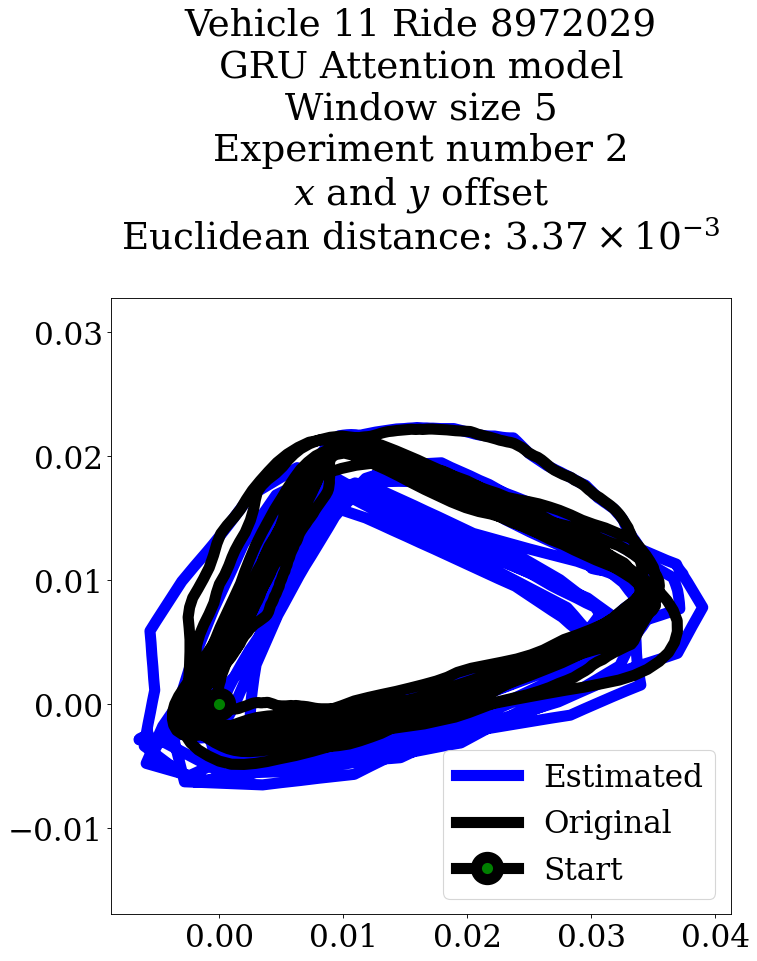 Vehicle 11 Ride 8972029
GRU Attention model
Window size 5
Experiment number 2
x and y offset
Euclidean distance: 3.37 × 10⁻³
0.03
0.02
0.01
0.00
−0.01
Estimated
Original
Start
0.00 0.01 0.02 0.03 0.04